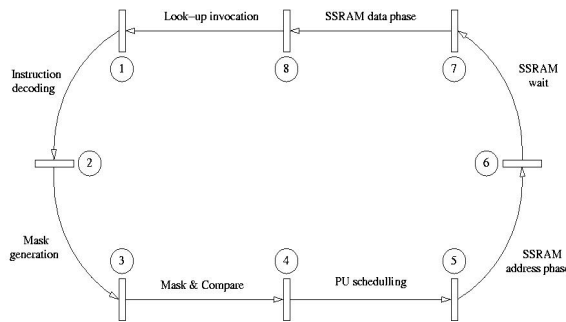 Look-up invocation
SSRAM data phase
1
8
7
Instruction
decoding
SSRAM
wait
2
6
Mask
generation
SSRAM
address phase
3
4
5
Mask & Compare
PU schedulling